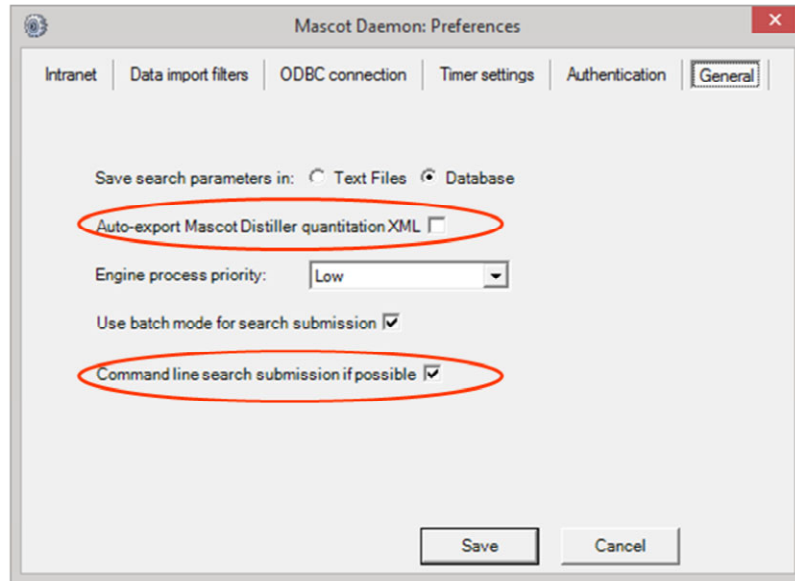 Mascot Daemon: Preferences
Intranet Data import filters ODBC connection Timer settings Authentication General
Save search parameters in: Text Files Database
Auto-export Mascot Distiller quantitation XML
Engine process priority: Low
Use batch mode for search submission
Command line search submission if possible
Save Cancel